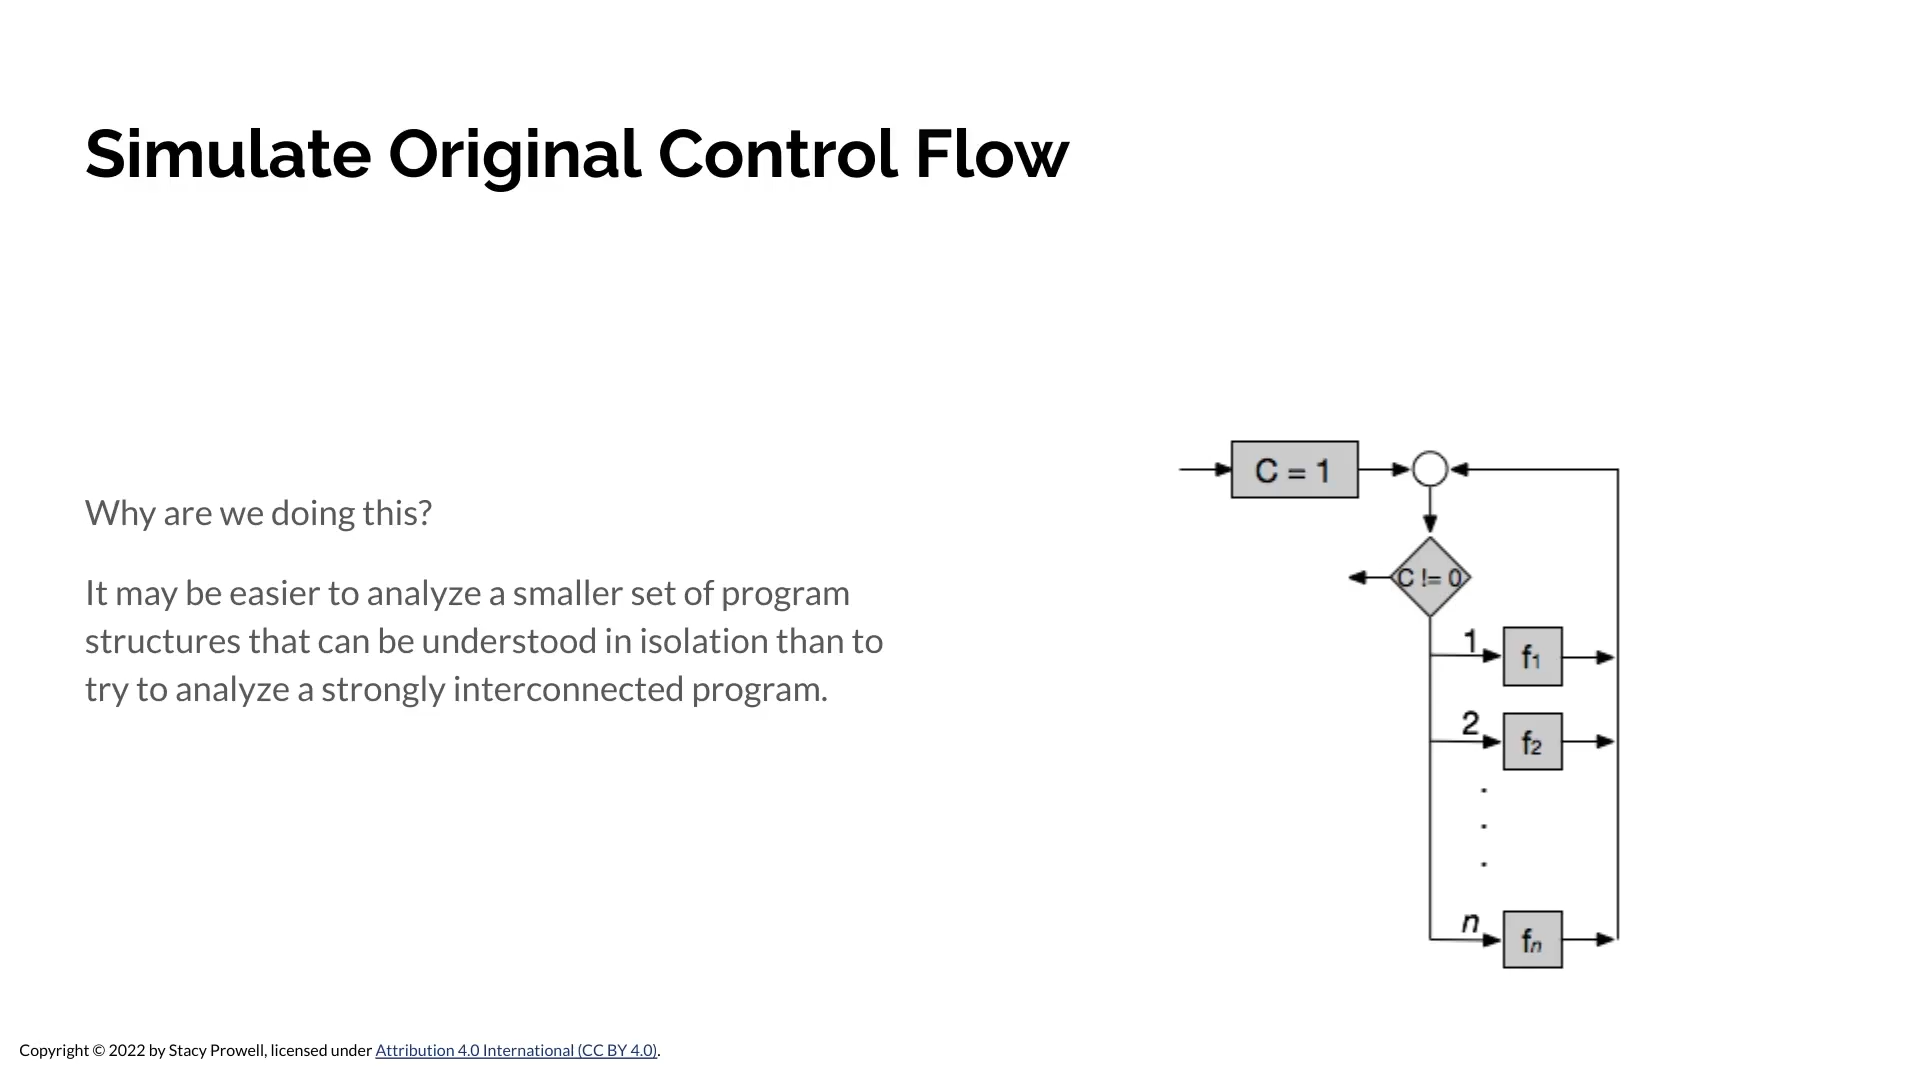 Simulate Original Control Flow
Why are we doing this?
It may be easier to analyze a smaller set of program
structures that can be understood in isolation than to
try to analyze a strongly interconnected program.
C = 1
C != 0
1
f1
2
f2
.
.
.
n
fn
Copyright © 2022 by Stacy Prowell, licensed under Attribution 4.0 International (CC BY 4.0).